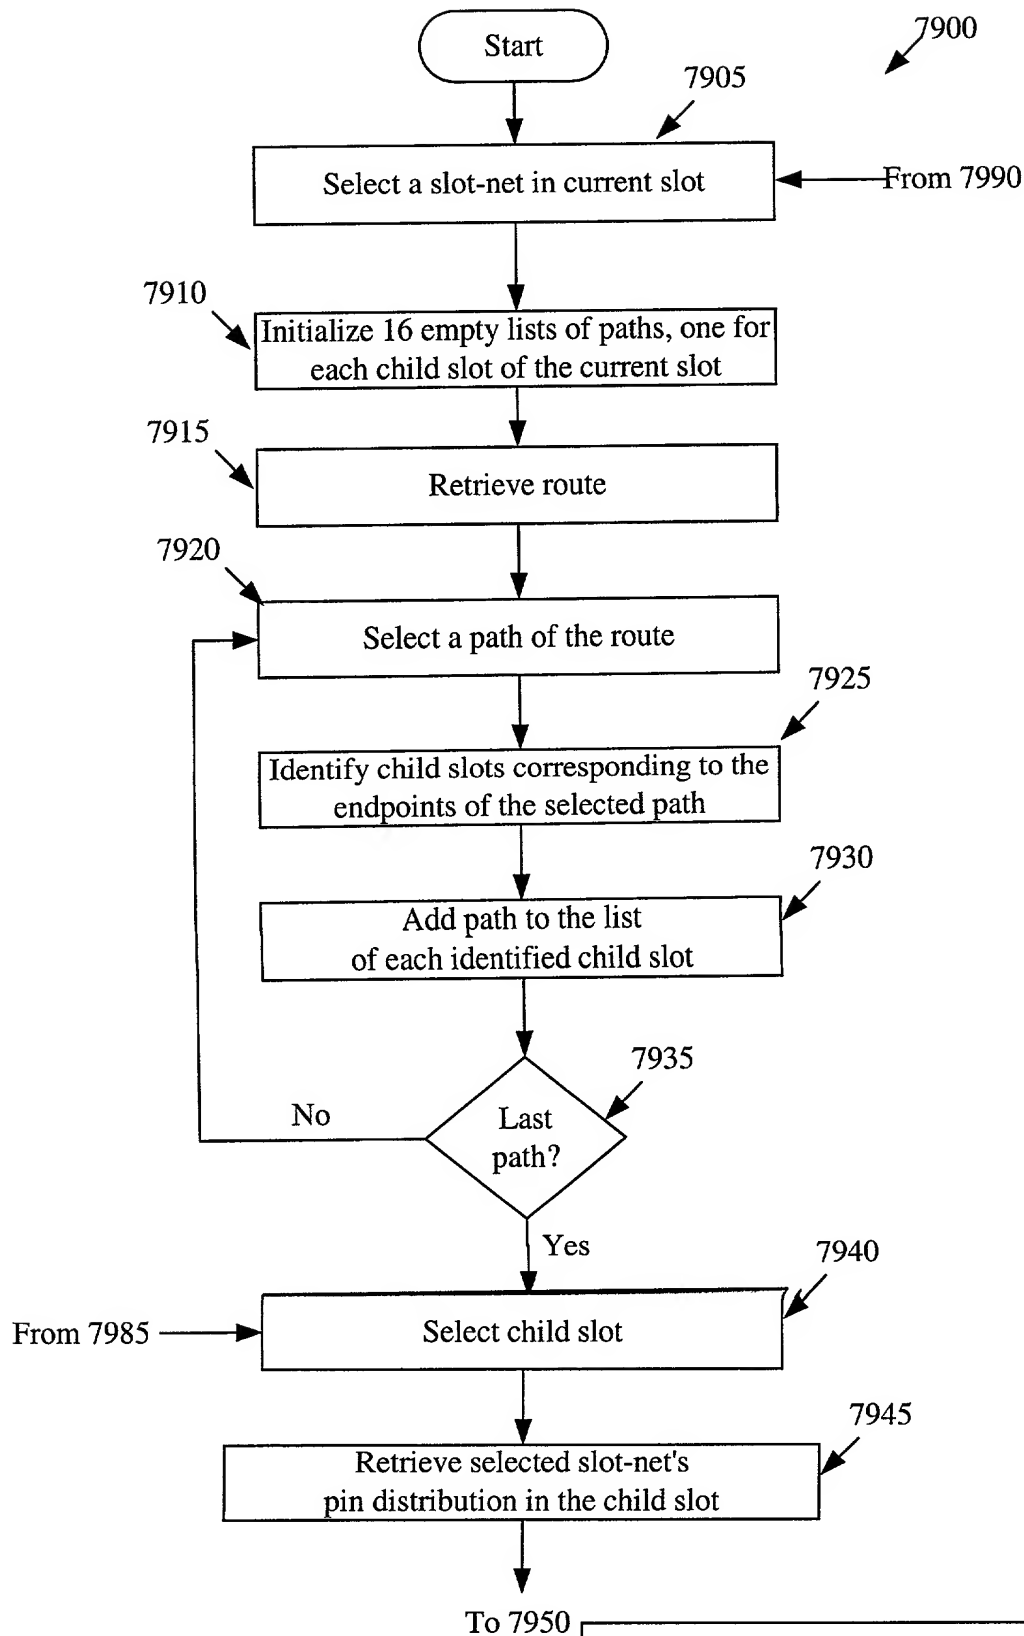 Start
7900
7905
Select a slot-net in current slot
From 7990
7910
Initialize 16 empty lists of paths, one for
each child slot of the current slot
7915
Retrieve route
7920
Select a path of the route
7925
Identify child slots corresponding to the
endpoints of the selected path
7930
Add path to the list
of each identified child slot
7935
Last
path?
No
Yes
7940
From 7985
Select child slot
7945
Retrieve selected slot-net's
pin distribution in the child slot
To 7950